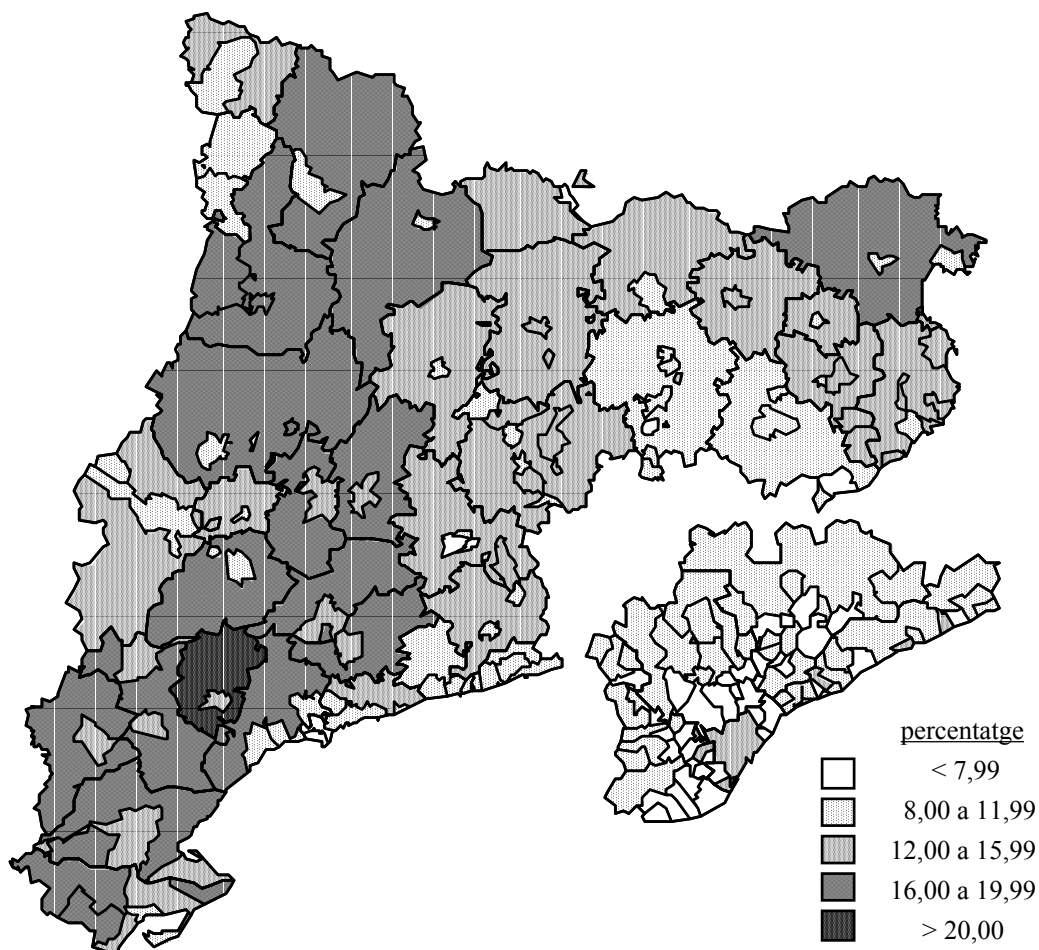 percentatge
< 7,99
8,00 a 11,99
12,00 a 15,99
16,00 a 19,99
> 20,00